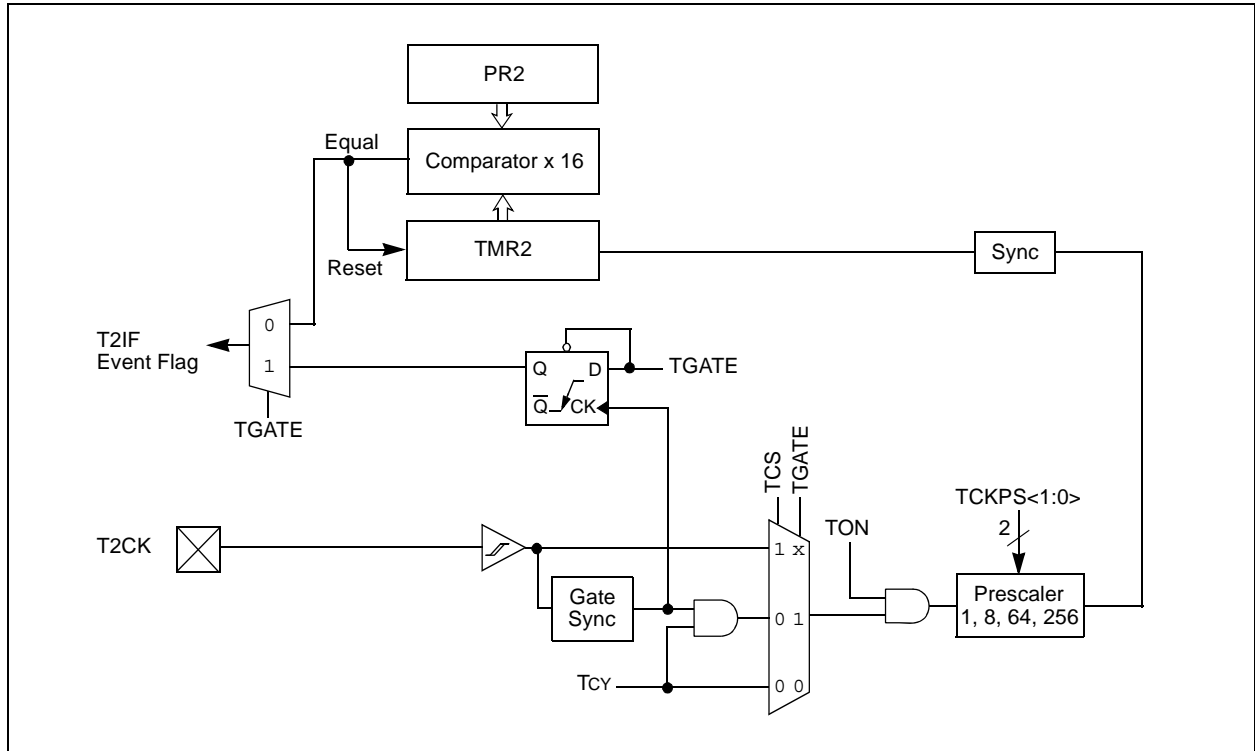 PR2
Equal
Comparator x 16
TMR2
Reset
Sync
0
1
T2IF
Event Flag
TGATE
Q
D
Q̅
CK
TGATE
TCS
TGATE
TCKPS<1:0>
2
TON
T2CK
1 x
Gate
Sync
0 1
Prescaler
1, 8, 64, 256
TCY
0 0